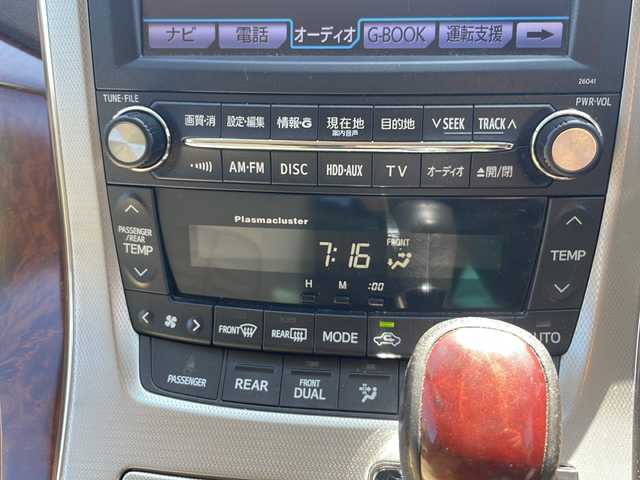 ナビ 電話 オーディオ G-BOOK 運転支援
26041
TUNE·FILE PWR·VOL
画質·消 設定·編集 情報·G 現在地 目的地 ∨SEEK TRACK∧
案内音声
AM·FM DISC HDD·AUX TV オーディオ ⏏開/閉
Plasmacluster
PASSENGER
/REAR
TEMP
7:16 FRONT
TEMP
H M :00
FRONT REAR MODE AUTO
PASSENGER REAR FRONT
DUAL